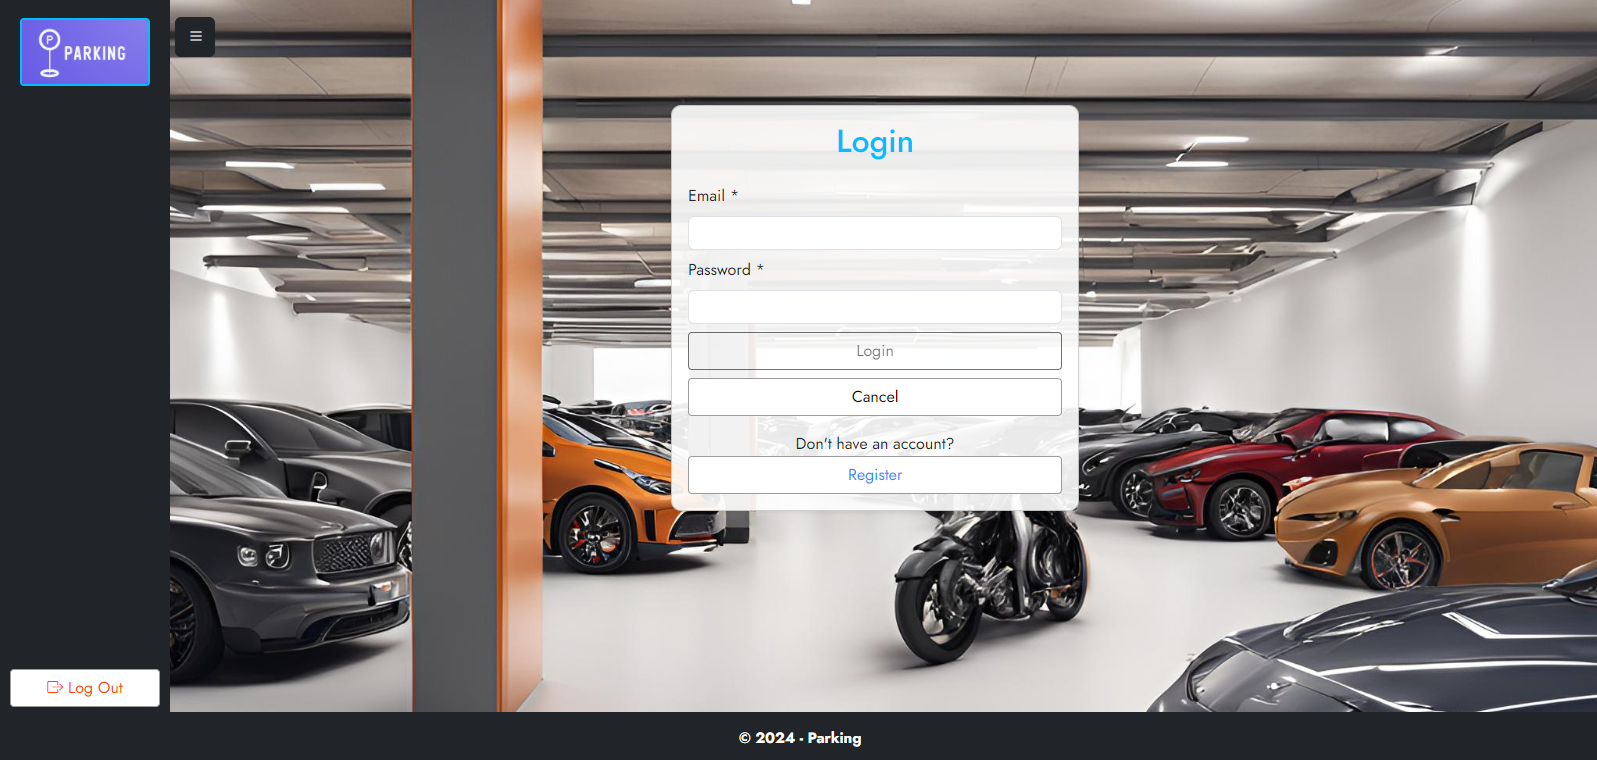 P
PARKING
Login
Email *
Password *
Login
Cancel
Don't have an account?
Register
Log Out
© 2024 - Parking